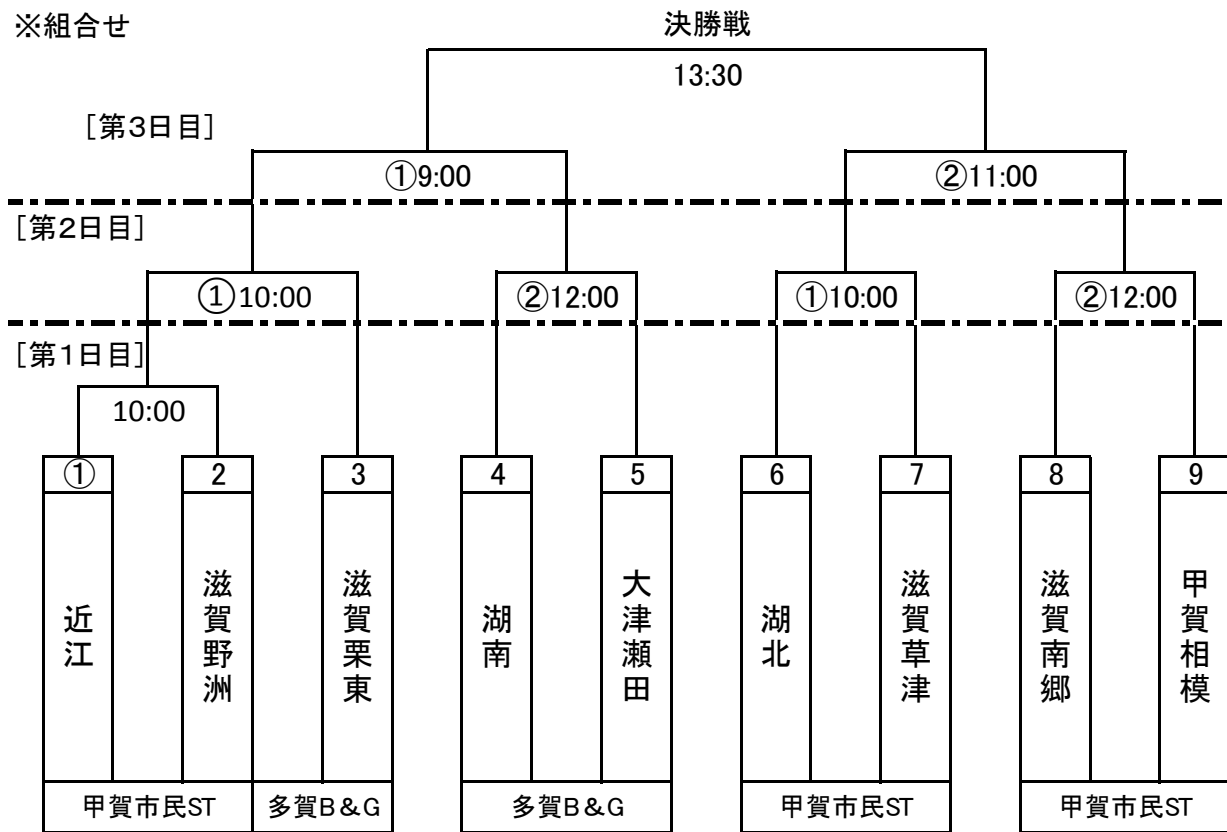 ※組合せ
決勝戦
13:30
[第3日目]
①9:00
②11:00
[第2日目]
①10:00
②12:00
①10:00
②12:00
[第1日目]
10:00
①
2
3
4
5
6
7
8
9
近江
滋賀野洲
滋賀栗東
湖南
大津瀬田
湖北
滋賀草津
滋賀南郷
甲賀相模
甲賀市民ST
多賀B&G
多賀B&G
甲賀市民ST
甲賀市民ST